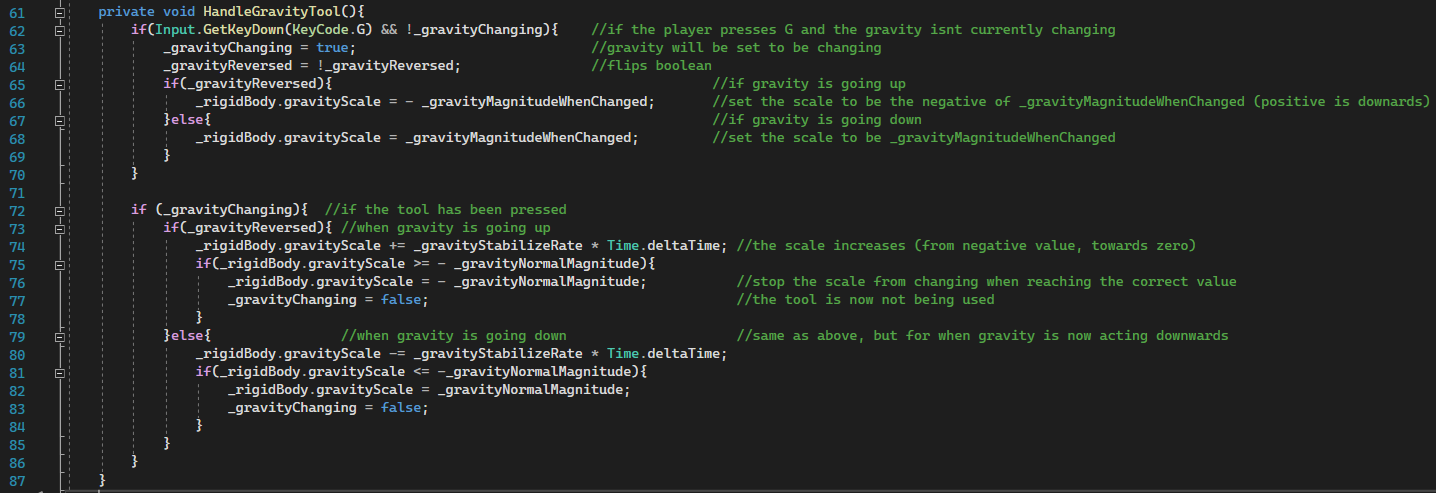 61 private void HandleGravityTool(){
62 if(Input.GetKeyDown(KeyCode.G) && !_gravityChanging){ //if the player presses G and the gravity isnt currently changing
63 _gravityChanging = true; //gravity will be set to be changing
64 _gravityReversed = !_gravityReversed; //flips boolean
65 if(_gravityReversed){ //if gravity is going up
66 _rigidBody.gravityScale = - _gravityMagnitudeWhenChanged; //set the scale to be the negative of _gravityMagnitudeWhenChanged (positive is downards)
67 }else{ //if gravity is going down
68 _rigidBody.gravityScale = _gravityMagnitudeWhenChanged; //set the scale to be _gravityMagnitudeWhenChanged
69 }
70 }
71
72 if (_gravityChanging){ //if the tool has been pressed
73 if(_gravityReversed){ //when gravity is going up
74 _rigidBody.gravityScale += _gravityStabilizeRate * Time.deltaTime; //the scale increases (from negative value, towards zero)
75 if(_rigidBody.gravityScale >= - _gravityNormalMagnitude){
76 _rigidBody.gravityScale = - _gravityNormalMagnitude; //stop the scale from changing when reaching the correct value
77 _gravityChanging = false; //the tool is now not being used
78 }
79 }else{ //when gravity is going down //same as above, but for when gravity is now acting downwards
80 _rigidBody.gravityScale -= _gravityStabilizeRate * Time.deltaTime;
81 if(_rigidBody.gravityScale <= -_gravityNormalMagnitude){
82 _rigidBody.gravityScale = _gravityNormalMagnitude;
83 _gravityChanging = false;
84 }
85 }
86 }
87 }